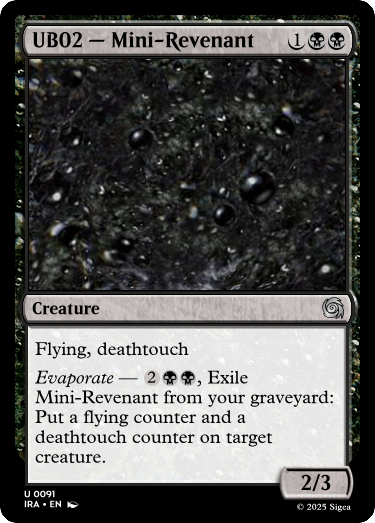 UB02 — Mini-Revenant 1
Creature
Flying, deathtouch
Evaporate — 2 , Exile
Mini-Revenant from your graveyard:
Put a flying counter and a
deathtouch counter on target
creature.
2/3
U 0091
IRA • EN
© 2025 Sigea